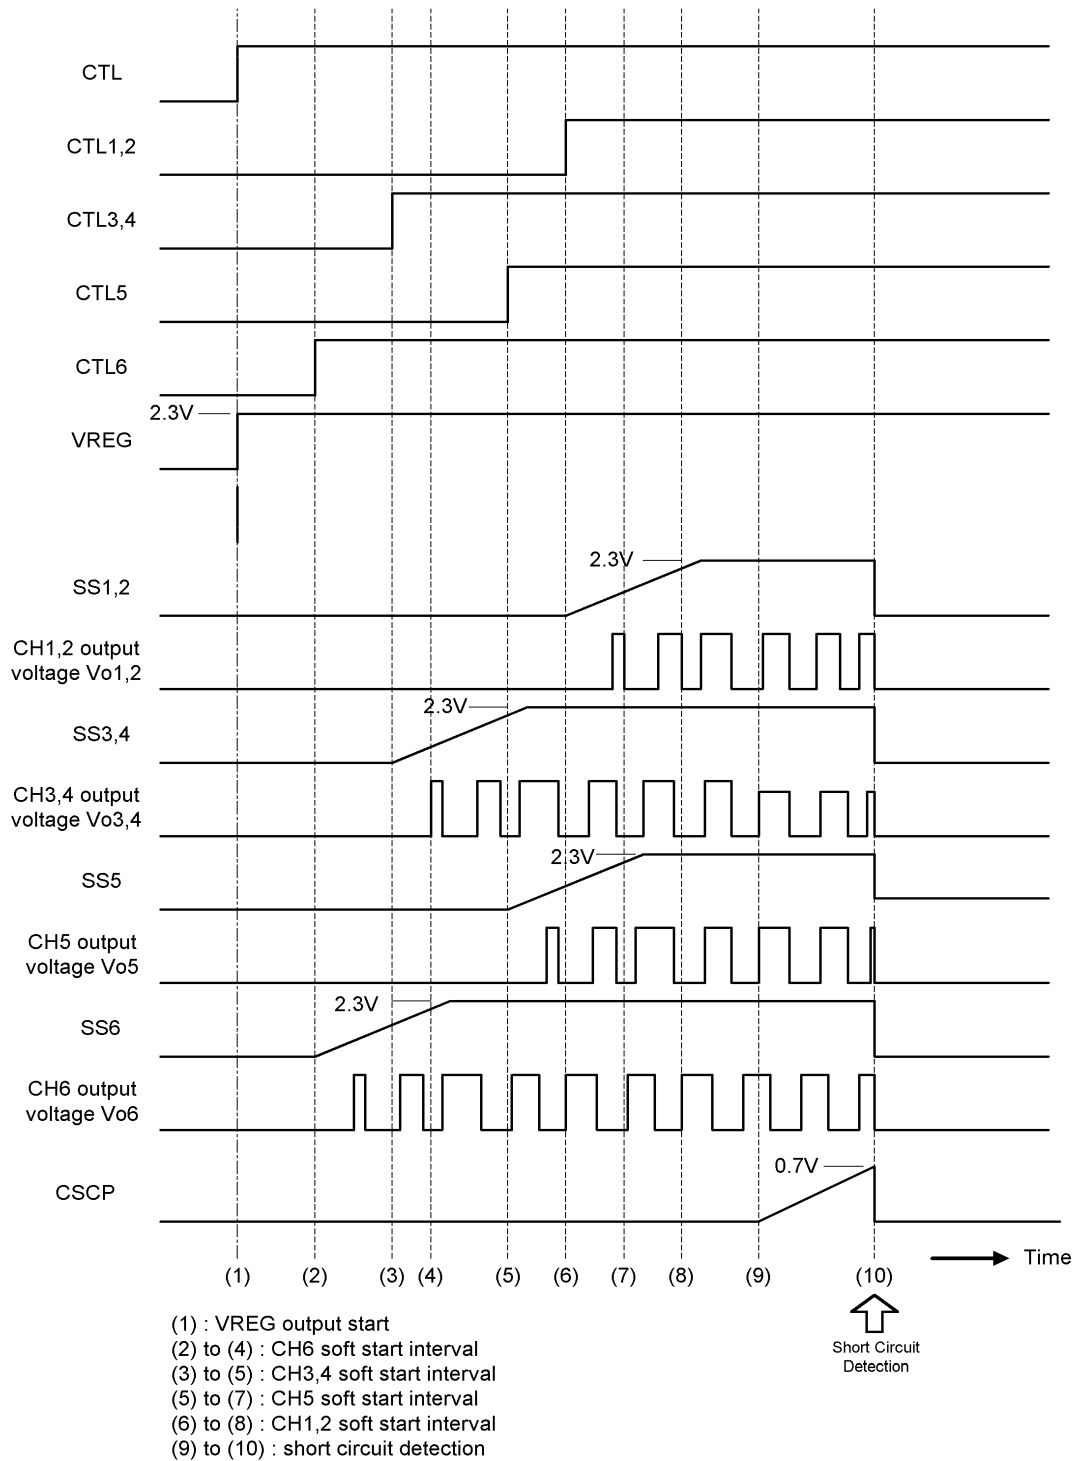 CTL
CTL1,2
CTL3,4
CTL5
CTL6
2.3V
VREG
2.3V
SS1,2
CH1,2 output
voltage Vo1,2
2.3V
SS3,4
CH3,4 output
voltage Vo3,4
2.3V
SS5
CH5 output
voltage Vo5
2.3V
SS6
CH6 output
voltage Vo6
0.7V
CSCP
Time
(1) (2) (3) (4) (5) (6) (7) (8) (9) (10)
Short Circuit
Detection
(1) : VREG output start
(2) to (4) : CH6 soft start interval
(3) to (5) : CH3,4 soft start interval
(5) to (7) : CH5 soft start interval
(6) to (8) : CH1,2 soft start interval
(9) to (10) : short circuit detection